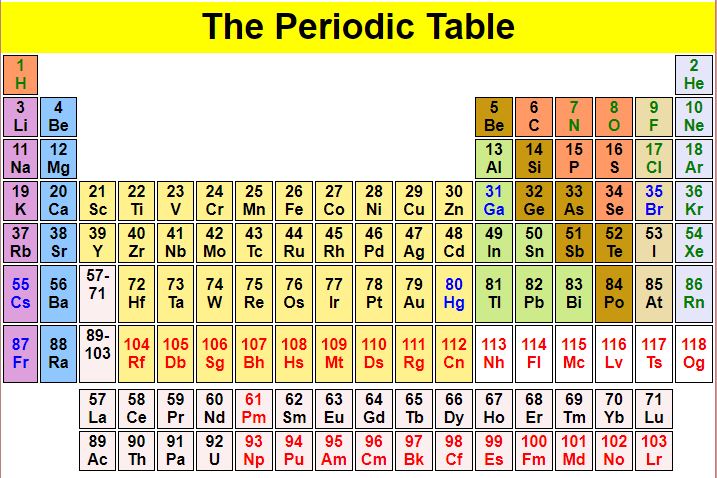 The Periodic Table
1 2
H He
3 4 5 6 7 8 9 10
Li Be Be C N O F Ne
11 12 13 14 15 16 17 18
Na Mg Al Si P S Cl Ar
19 20 21 22 23 24 25 26 27 28 29 30 31 32 33 34 35 36
K Ca Sc Ti V Cr Mn Fe Co Ni Cu Zn Ga Ge As Se Br Kr
37 38 39 40 41 42 43 44 45 46 47 48 49 50 51 52 53 54
Rb Sr Y Zr Nb Mo Tc Ru Rh Pd Ag Cd In Sn Sb Te I Xe
55 56 57- 72 73 74 75 76 77 78 79 80 81 82 83 84 85 86
Cs Ba 71 Hf Ta W Re Os Ir Pt Au Hg Tl Pb Bi Po At Rn
87 88 89- 104 105 106 107 108 109 110 111 112 113 114 115 116 117 118
Fr Ra 103 Rf Db Sg Bh Hs Mt Ds Rg Cn Nh Fl Mc Lv Ts Og
57 58 59 60 61 62 63 64 65 66 67 68 69 70 71
La Ce Pr Nd Pm Sm Eu Gd Tb Dy Ho Er Tm Yb Lu
89 90 91 92 93 94 95 96 97 98 99 100 101 102 103
Ac Th Pa U Np Pu Am Cm Bk Cf Es Fm Md No Lr